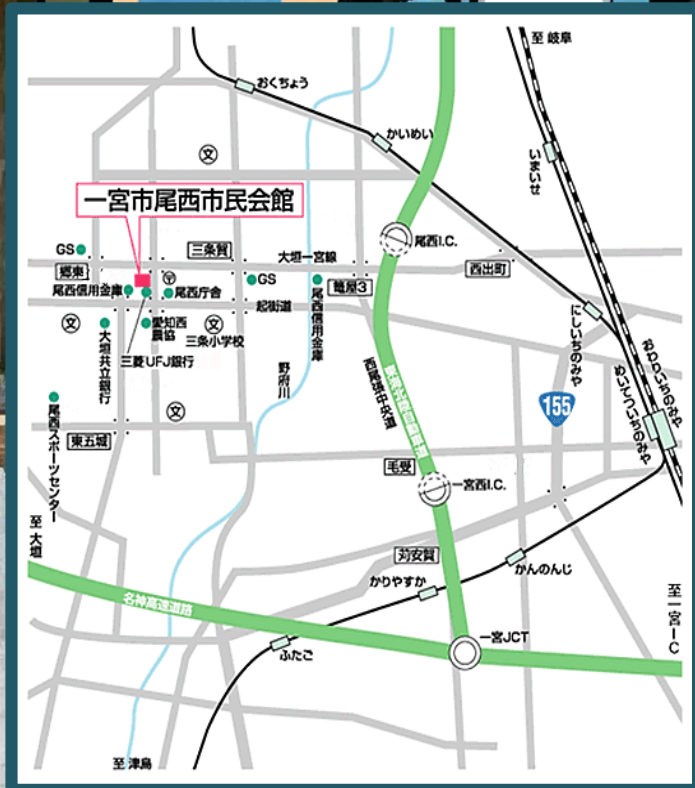 至 岐阜
おくちょう
かいめい
いまいせ
文
一宮市尾西市民会館
尾西I.C.
GS
三条賀
大垣一宮線
郷東
西出町
〒
GS
篭屋3
尾西信用金庫
尾西庁舎
起街道
尾西信用金庫
にしいちのみや
おわりいちのみや
めいてついちのみや
文
大垣共立銀行
愛知西
農協
文
三条小学校
三菱UFJ銀行
野府川
西尾張中央道
東海北陸自動車道
155
尾西スポーツセンター
文
東五城
毛受
一宮西I.C.
至 大垣
苅安賀
かんのんじ
かりやすか
至一宮IC
名神高速道路
一宮JCT
ふたご
至 津島